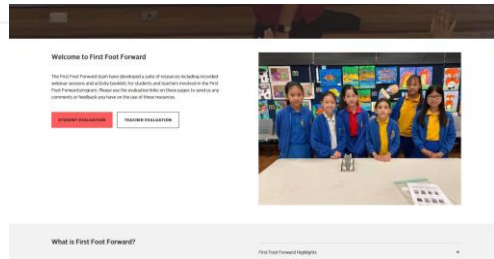 Welcome to First Foot Forward
The First Foot Forward team have developed a suite of resources including recorded
webinar sessions and activity booklets for students and teachers involved in the First
Foot Forward program. Please use the evaluation links on these pages to send us any
comments or feedback you have on the use of these resources.
STUDENT EVALUATION
TEACHER EVALUATION
What is First Foot Forward?
First Foot Forward Highlights